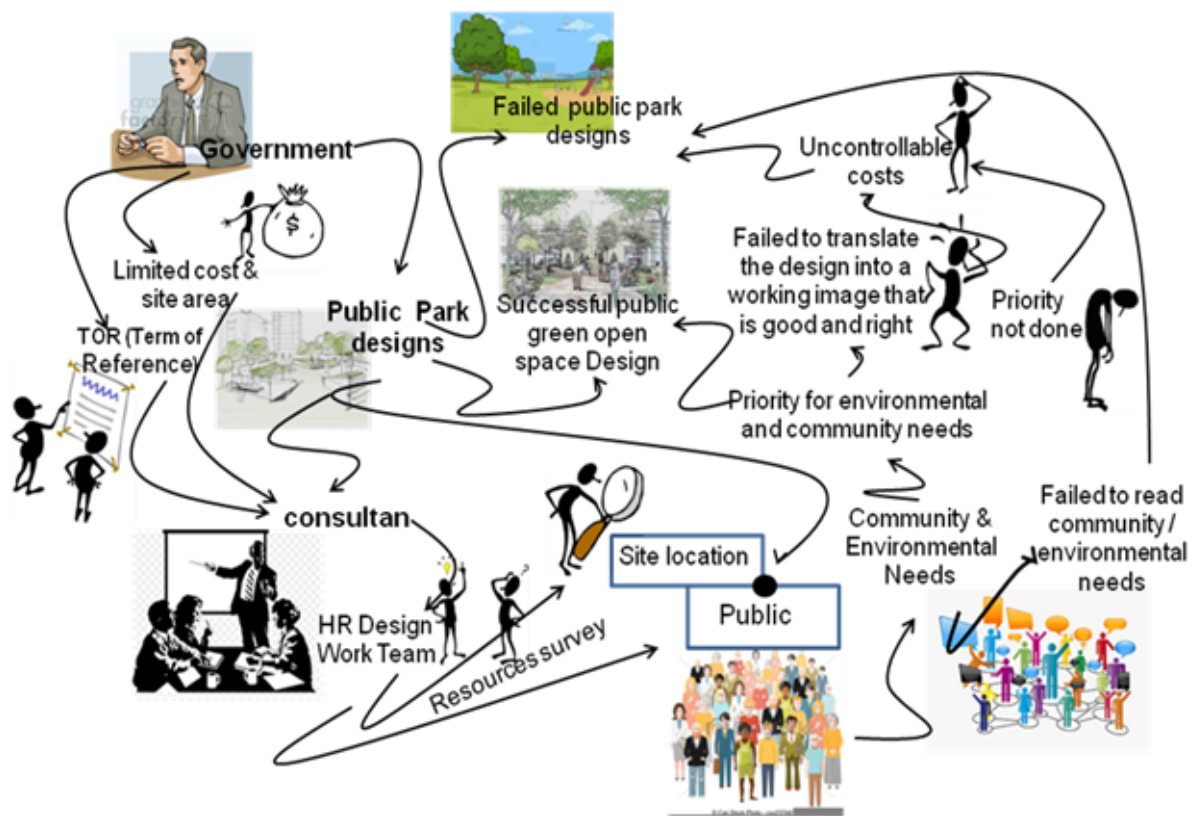 Failed public park
designs
Government
Uncontrollable
costs
$
Limited cost &
site area
Failed to translate
the design into a
working image that
is good and right
Priority
not done
Public Park
designs
Successful public
green open
space Design
TOR (Term of
Reference)
Priority for environmental
and community needs
consultan
Site location
Public
Community &
Environmental
Needs
Failed to read
community /
environmental
needs
HR Design
Work Team
Resources survey